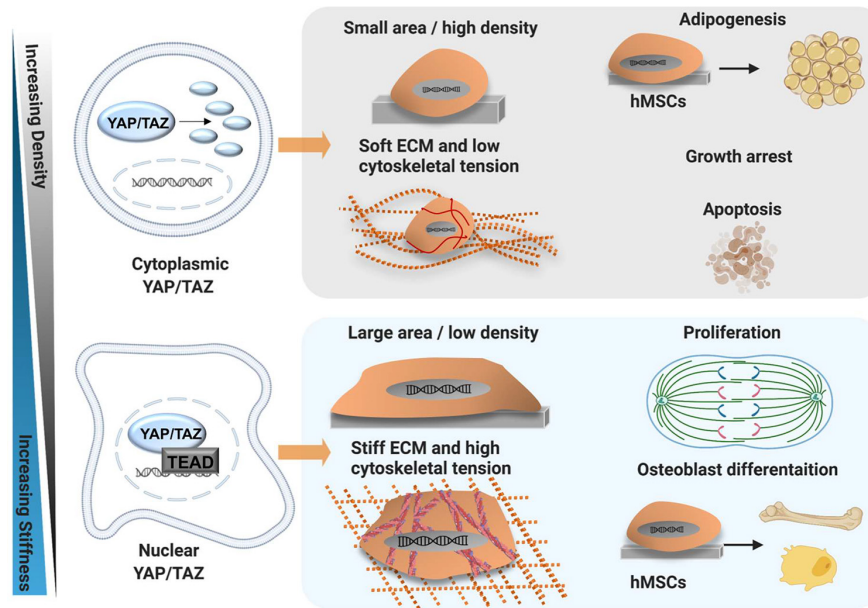 Increasing Density
Increasing Stiffness
YAP/TAZ
Cytoplasmic
YAP/TAZ
Small area / high density
Soft ECM and low
cytoskeletal tension
Adipogenesis
hMSCs
Growth arrest
Apoptosis
YAP/TAZ
TEAD
Nuclear
YAP/TAZ
Large area / low density
Stiff ECM and high
cytoskeletal tension
Proliferation
Osteoblast differentaition
hMSCs